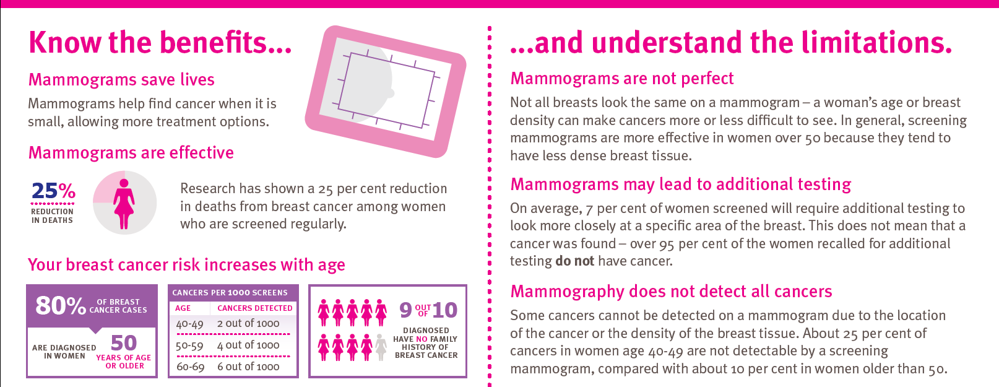 Know the benefits...
Mammograms save lives
Mammograms help find cancer when it is
small, allowing more treatment options.
Mammograms are effective
25%
REDUCTION
IN DEATHS
Research has shown a 25 per cent reduction
in deaths from breast cancer among women
who are screened regularly.
Your breast cancer risk increases with age
80% OF BREAST
CANCER CASES
ARE DIAGNOSED
IN WOMEN
50
YEARS OF AGE
OR OLDER
CANCERS PER 1000 SCREENS
AGE CANCERS DETECTED
40-49 2 out of 1000
50-59 4 out of 1000
60-69 6 out of 1000
9 OUT OF 10
DIAGNOSED
HAVE NO FAMILY
HISTORY OF
BREAST CANCER
...and understand the limitations.
Mammograms are not perfect
Not all breasts look the same on a mammogram – a woman's age or breast
density can make cancers more or less difficult to see. In general, screening
mammograms are more effective in women over 50 because they tend to
have less dense breast tissue.
Mammograms may lead to additional testing
On average, 7 per cent of women screened will require additional testing to
look more closely at a specific area of the breast. This does not mean that a
cancer was found – over 95 per cent of the women recalled for additional
testing do not have cancer.
Mammography does not detect all cancers
Some cancers cannot be detected on a mammogram due to the location
of the cancer or the density of the breast tissue. About 25 per cent of
cancers in women age 40-49 are not detectable by a screening
mammogram, compared with about 10 per cent in women older than 50.